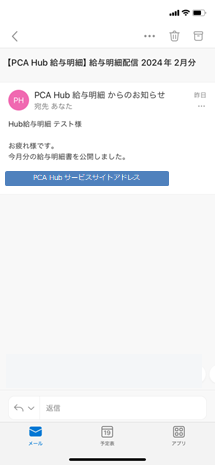 【PCA Hub 給与明細】 給与明細配信 2024年 2月分
PH
PCA Hub 給与明細 からのお知らせ
昨日
宛先 あなた
Hub給与明細 テスト様
お疲れ様です。
今月分の給与明細書を公開しました。
PCA Hub サービスサイトアドレス
返信
19
メール
予定表
アプリ